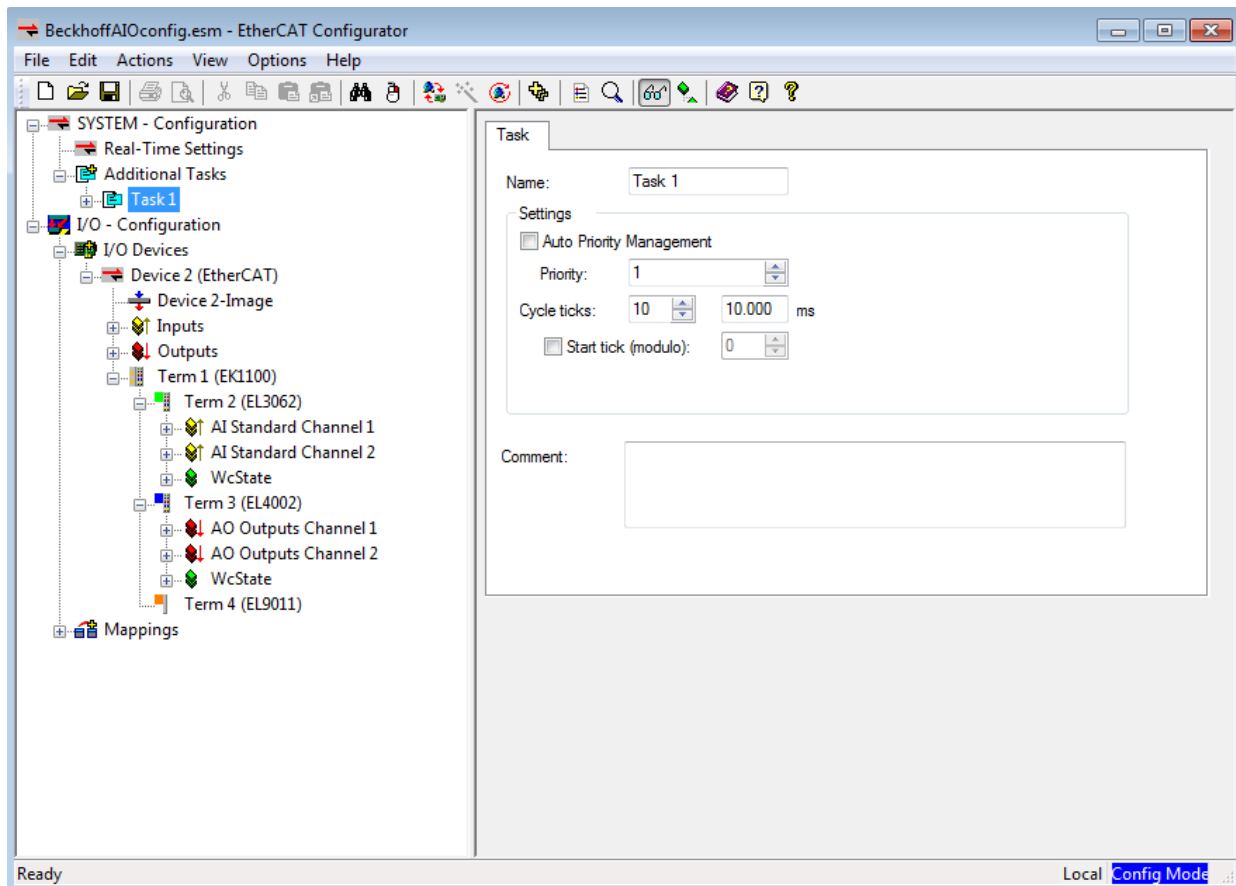 BeckhoffAIOconfig.esm - EtherCAT Configurator
File Edit Actions View Options Help
SYSTEM - Configuration
Real-Time Settings
Additional Tasks
Task 1
I/O - Configuration
I/O Devices
Device 2 (EtherCAT)
Device 2-Image
Inputs
Outputs
Term 1 (EK1100)
Term 2 (EL3062)
AI Standard Channel 1
AI Standard Channel 2
WcState
Term 3 (EL4002)
AO Outputs Channel 1
AO Outputs Channel 2
WcState
Term 4 (EL9011)
Mappings
Task
Name: Task 1
Settings
Auto Priority Management
Priority: 1
Cycle ticks: 10 10.000 ms
Start tick (modulo): 0
Comment:
Ready Local Config Mode